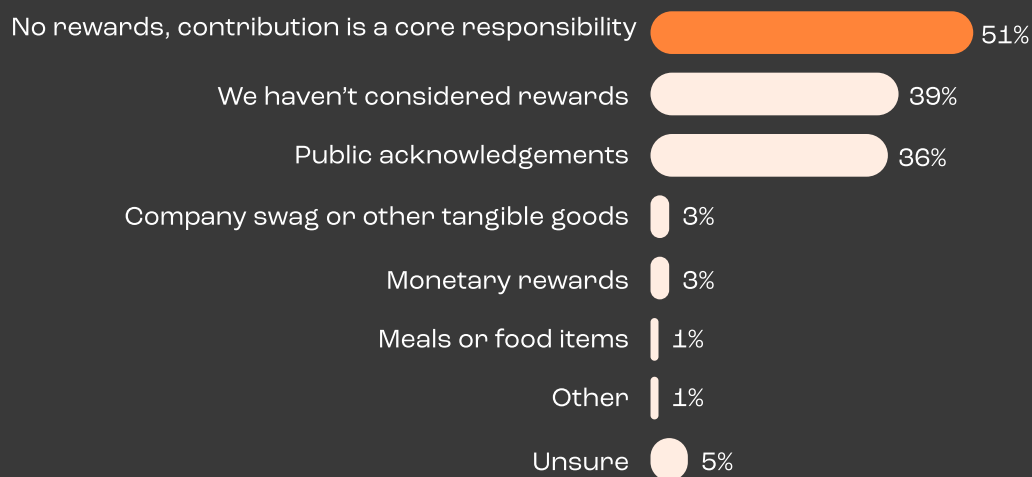 No rewards, contribution is a core responsibility 51%
We haven’t considered rewards 39%
Public acknowledgements 36%
Company swag or other tangible goods 3%
Monetary rewards 3%
Meals or food items 1%
Other 1%
Unsure 5%